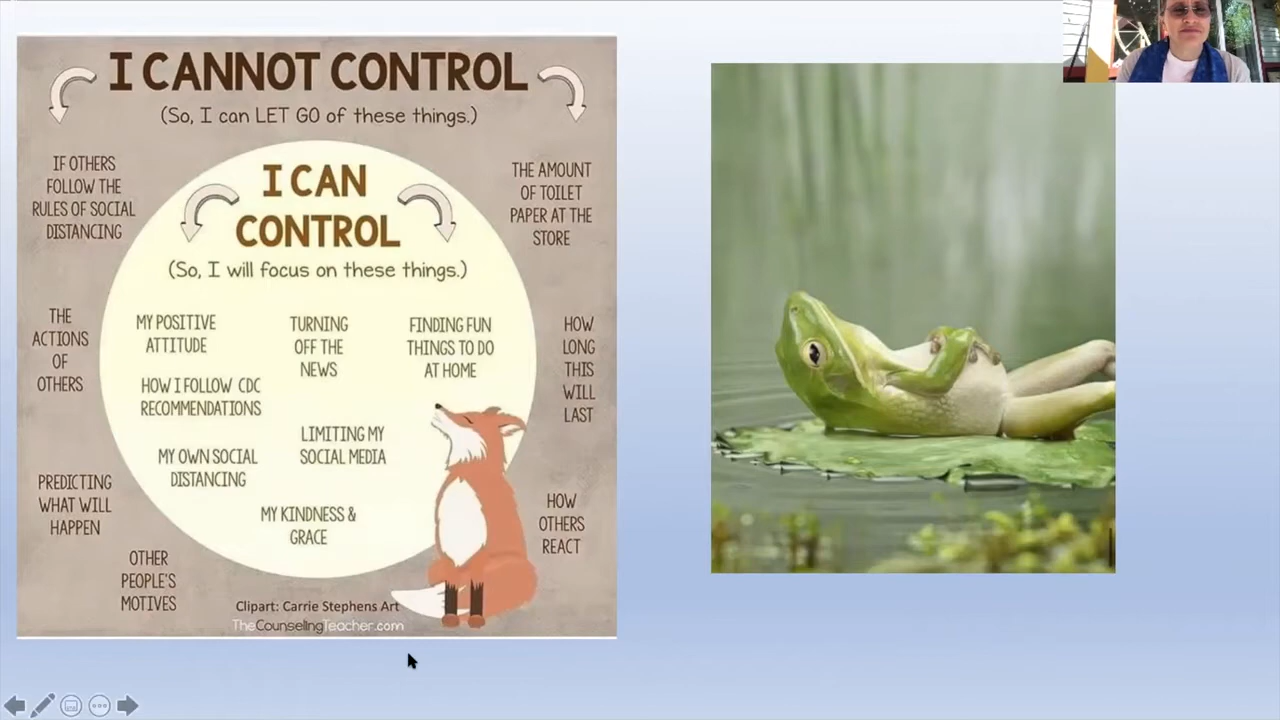 I CANNOT CONTROL
(So, I can LET GO of these things.)
IF OTHERS
FOLLOW THE
RULES OF SOCIAL
DISTANCING
THE AMOUNT
OF TOILET
PAPER AT THE
STORE
I CAN
CONTROL
(So, I will focus on these things.)
THE
ACTIONS
OF
OTHERS
MY POSITIVE
ATTITUDE
TURNING
OFF THE
NEWS
FINDING FUN
THINGS TO DO
AT HOME
HOW
LONG
THIS
WILL
LAST
HOW I FOLLOW CDC
RECOMMENDATIONS
LIMITING MY
SOCIAL MEDIA
MY OWN SOCIAL
DISTANCING
PREDICTING
WHAT WILL
HAPPEN
MY KINDNESS &
GRACE
HOW
OTHERS
REACT
OTHER
PEOPLE'S
MOTIVES
Clipart: Carrie Stephens Art
TheCounselingTeacher.com